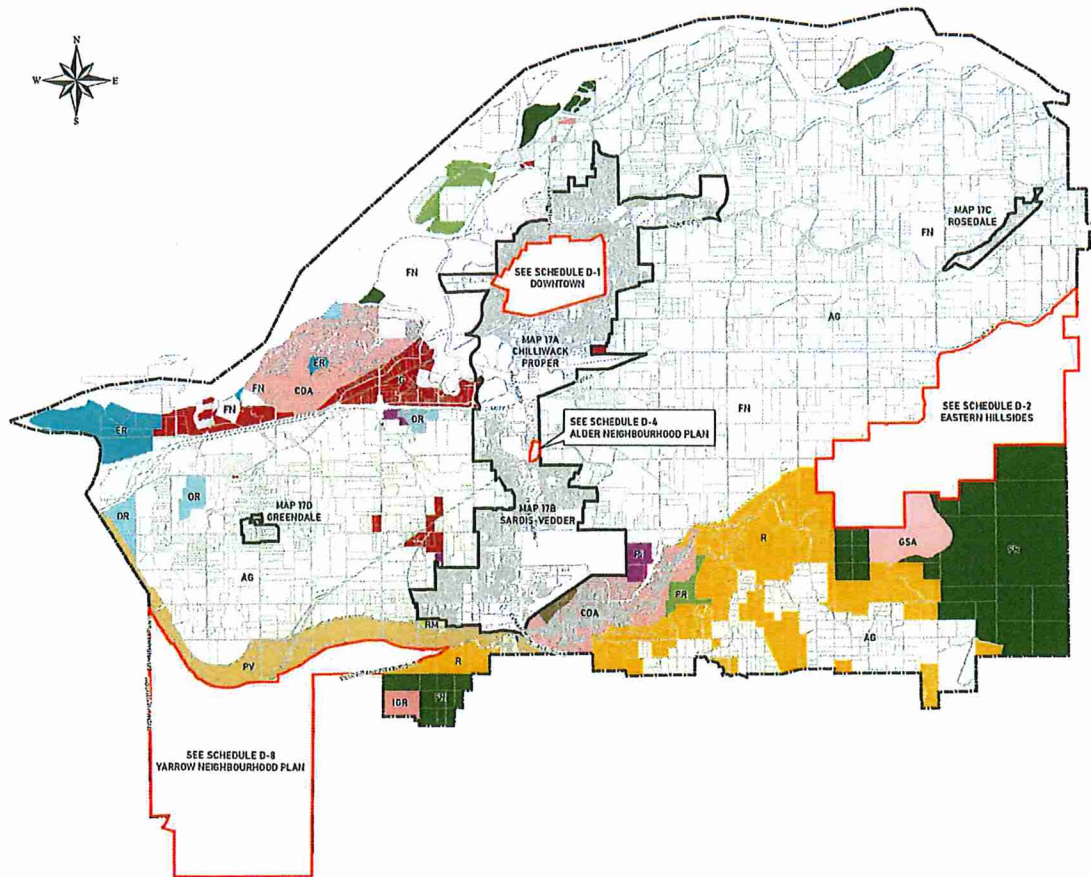 N
W E
S
MAP 17C
ROSEDALE
FN
FN
SEE SCHEDULE D-1
DOWNTOWN
AG
MAP 17A
CHILLIWACK
PROPER
ER
FN
CDA
G
FN
ER
OR
FN
SEE SCHEDULE D-2
EASTERN HILLSIDES
SEE SCHEDULE D-4
ALDER NEIGHBOURHOOD PLAN
OR
OR
MAP 17D
GREENDALE
MAP 17B
SARDIS-VEDDER
R
GSA
AG
PR
CDA
RM
AG
PV
R
IGR
SEE SCHEDULE D-8
YARROW NEIGHBOURHOOD PLAN